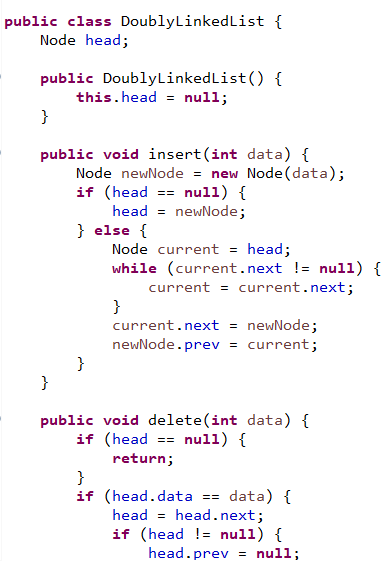 public class DoublyLinkedList {
    Node head;

    public DoublyLinkedList() {
        this.head = null;
    }

    public void insert(int data) {
        Node newNode = new Node(data);
        if (head == null) {
            head = newNode;
        } else {
            Node current = head;
            while (current.next != null) {
                current = current.next;
            }
            current.next = newNode;
            newNode.prev = current;
        }
    }

    public void delete(int data) {
        if (head == null) {
            return;
        }
        if (head.data == data) {
            head = head.next;
            if (head != null) {
                head.prev = null;